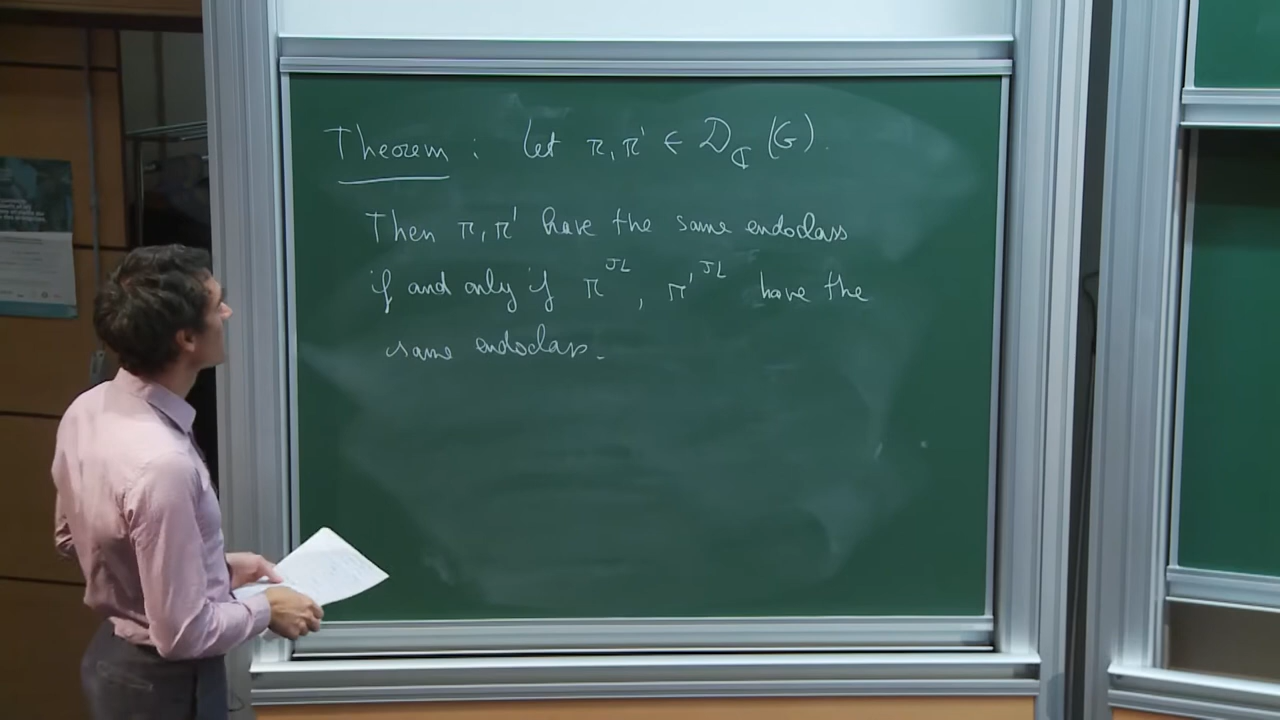 Theorem : Let π, π' ∈ D_ℂ (G).
Then π, π' have the same endoclass
if and only if π^JL, π'^JL have the
same endoclass.